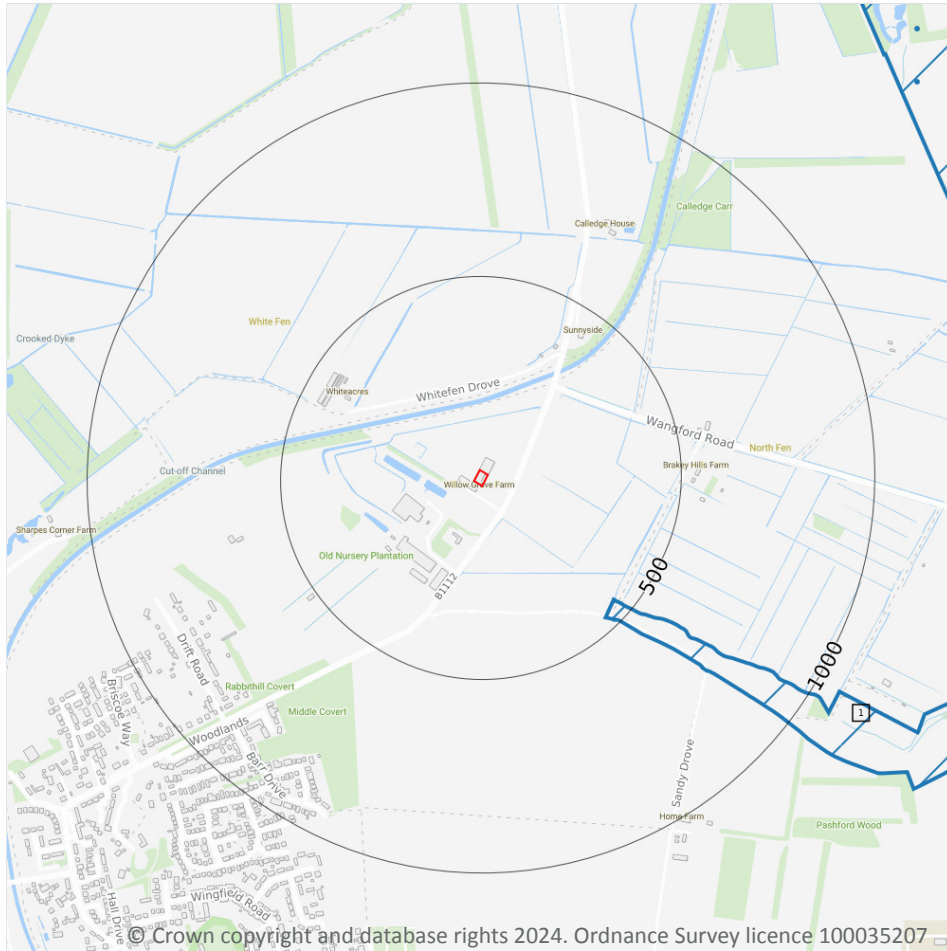 Calledge Carr
Calledge House
White Fen
Sunnyside
Crooked Dyke
Whiteacres
Whitefen Drove
Wangford Road
North Fen
Brakey Hills Farm
Cut-off Channel
Willow Grove Farm
Sharpes Corner Farm
Old Nursery Plantation
500
B1112
1000
Drift Road
Rabbithill Covert
Briscoe Way
Middle Covert
1
Woodlands
Barr Drive
Sandy Drove
Home Farm
Pashford Wood
Hall Drive
Wingfield Road
© Crown copyright and database rights 2024. Ordnance Survey licence 100035207